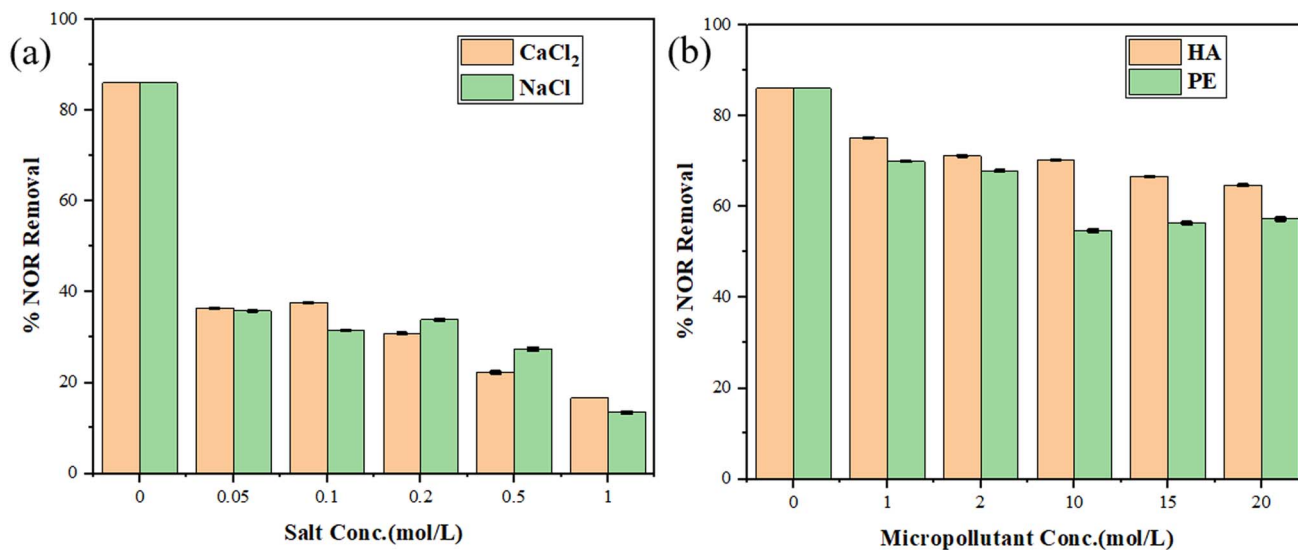 (a)
CaCl₂
NaCl
% NOR Removal
100
80
60
40
20
0
0 0.05 0.1 0.2 0.5 1
Salt Conc.(mol/L)
(b)
HA
PE
% NOR Removal
100
80
60
40
20
0
0 1 2 10 15 20
Micropollutant Conc.(mol/L)